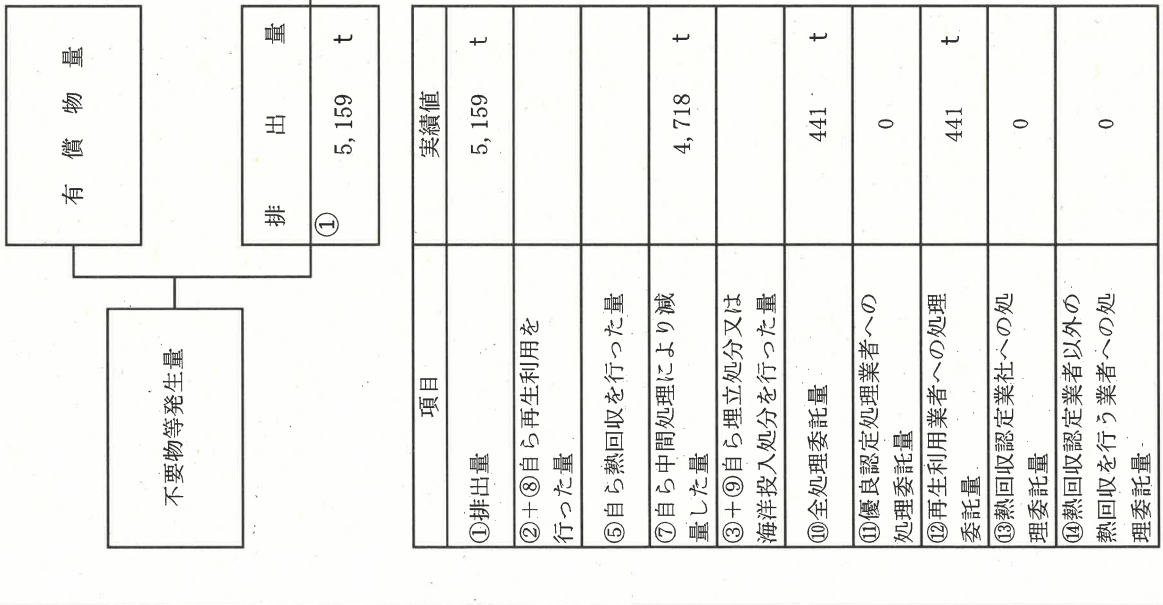 不要物等発生量
有償物量
排出量
①
5,159 t
項目 実績値
①排出量 5,159 t
②+⑧自ら再生利用を
行った量
⑤自ら熱回収を行った量
⑦自ら中間処理により減 4,718 t
量した量
③+⑨自ら埋立処分又は
海洋投入処分を行った量
⑩全処理委託量 441 t
⑪優良認定処理業者への 0
処理委託量
⑫再生利用業者への処理 441 t
委託量
⑬熱回収認定業社への処 0
理委託量
⑭熱回収認定業者以外の 0
熱回収を行う業者への処
理委託量